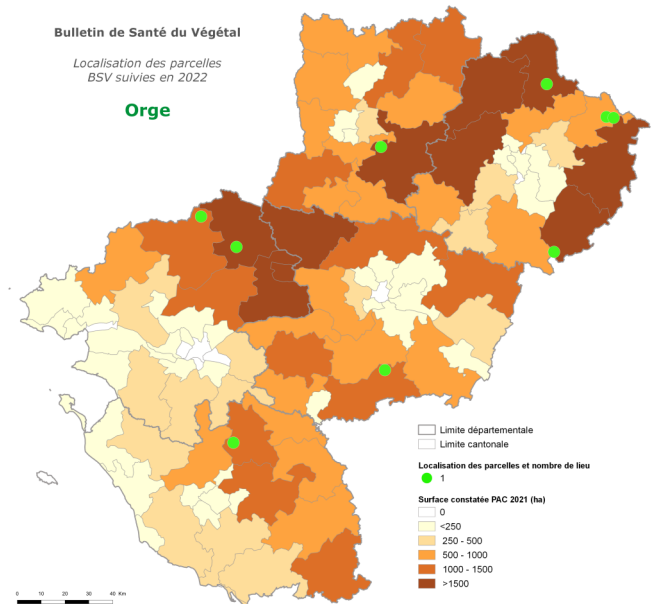 Bulletin de Santé du Végétal
Localisation des parcelles
BSV suivies en 2022
Orge
Limite départementale
Limite cantonale
Localisation des parcelles et nombre de lieu
1
Surface constatée PAC 2021 (ha)
0
<250
250 - 500
500 - 1000
1000 - 1500
>1500
0 10 20 30 40 Km